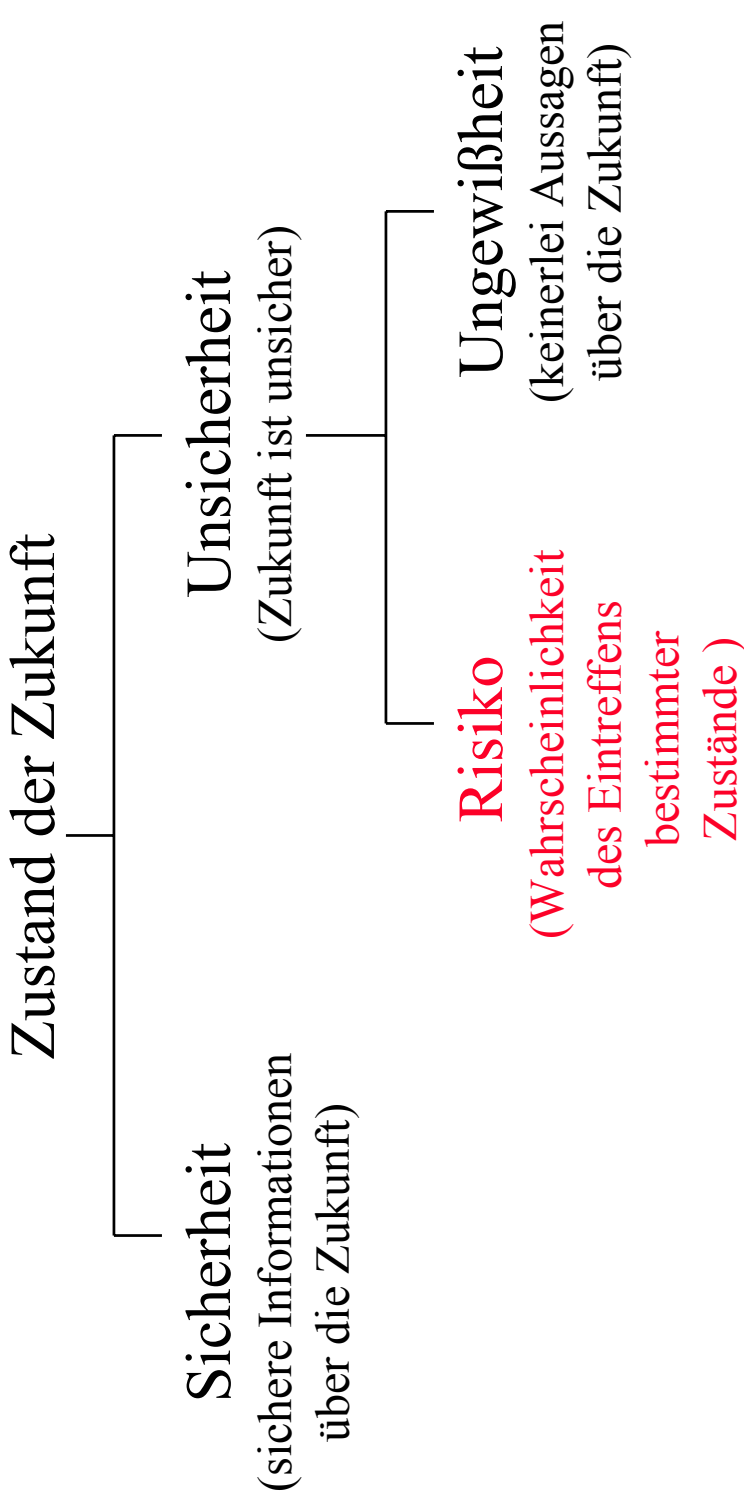 Zustand der Zukunft
Sicherheit
(sichere Informationen
über die Zukunft)
Unsicherheit
(Zukunft ist unsicher)
Risiko
(Wahrscheinlichkeit
des Eintreffens
bestimmter
Zustände )
Ungewißheit
(keinerlei Aussagen
über die Zukunft)